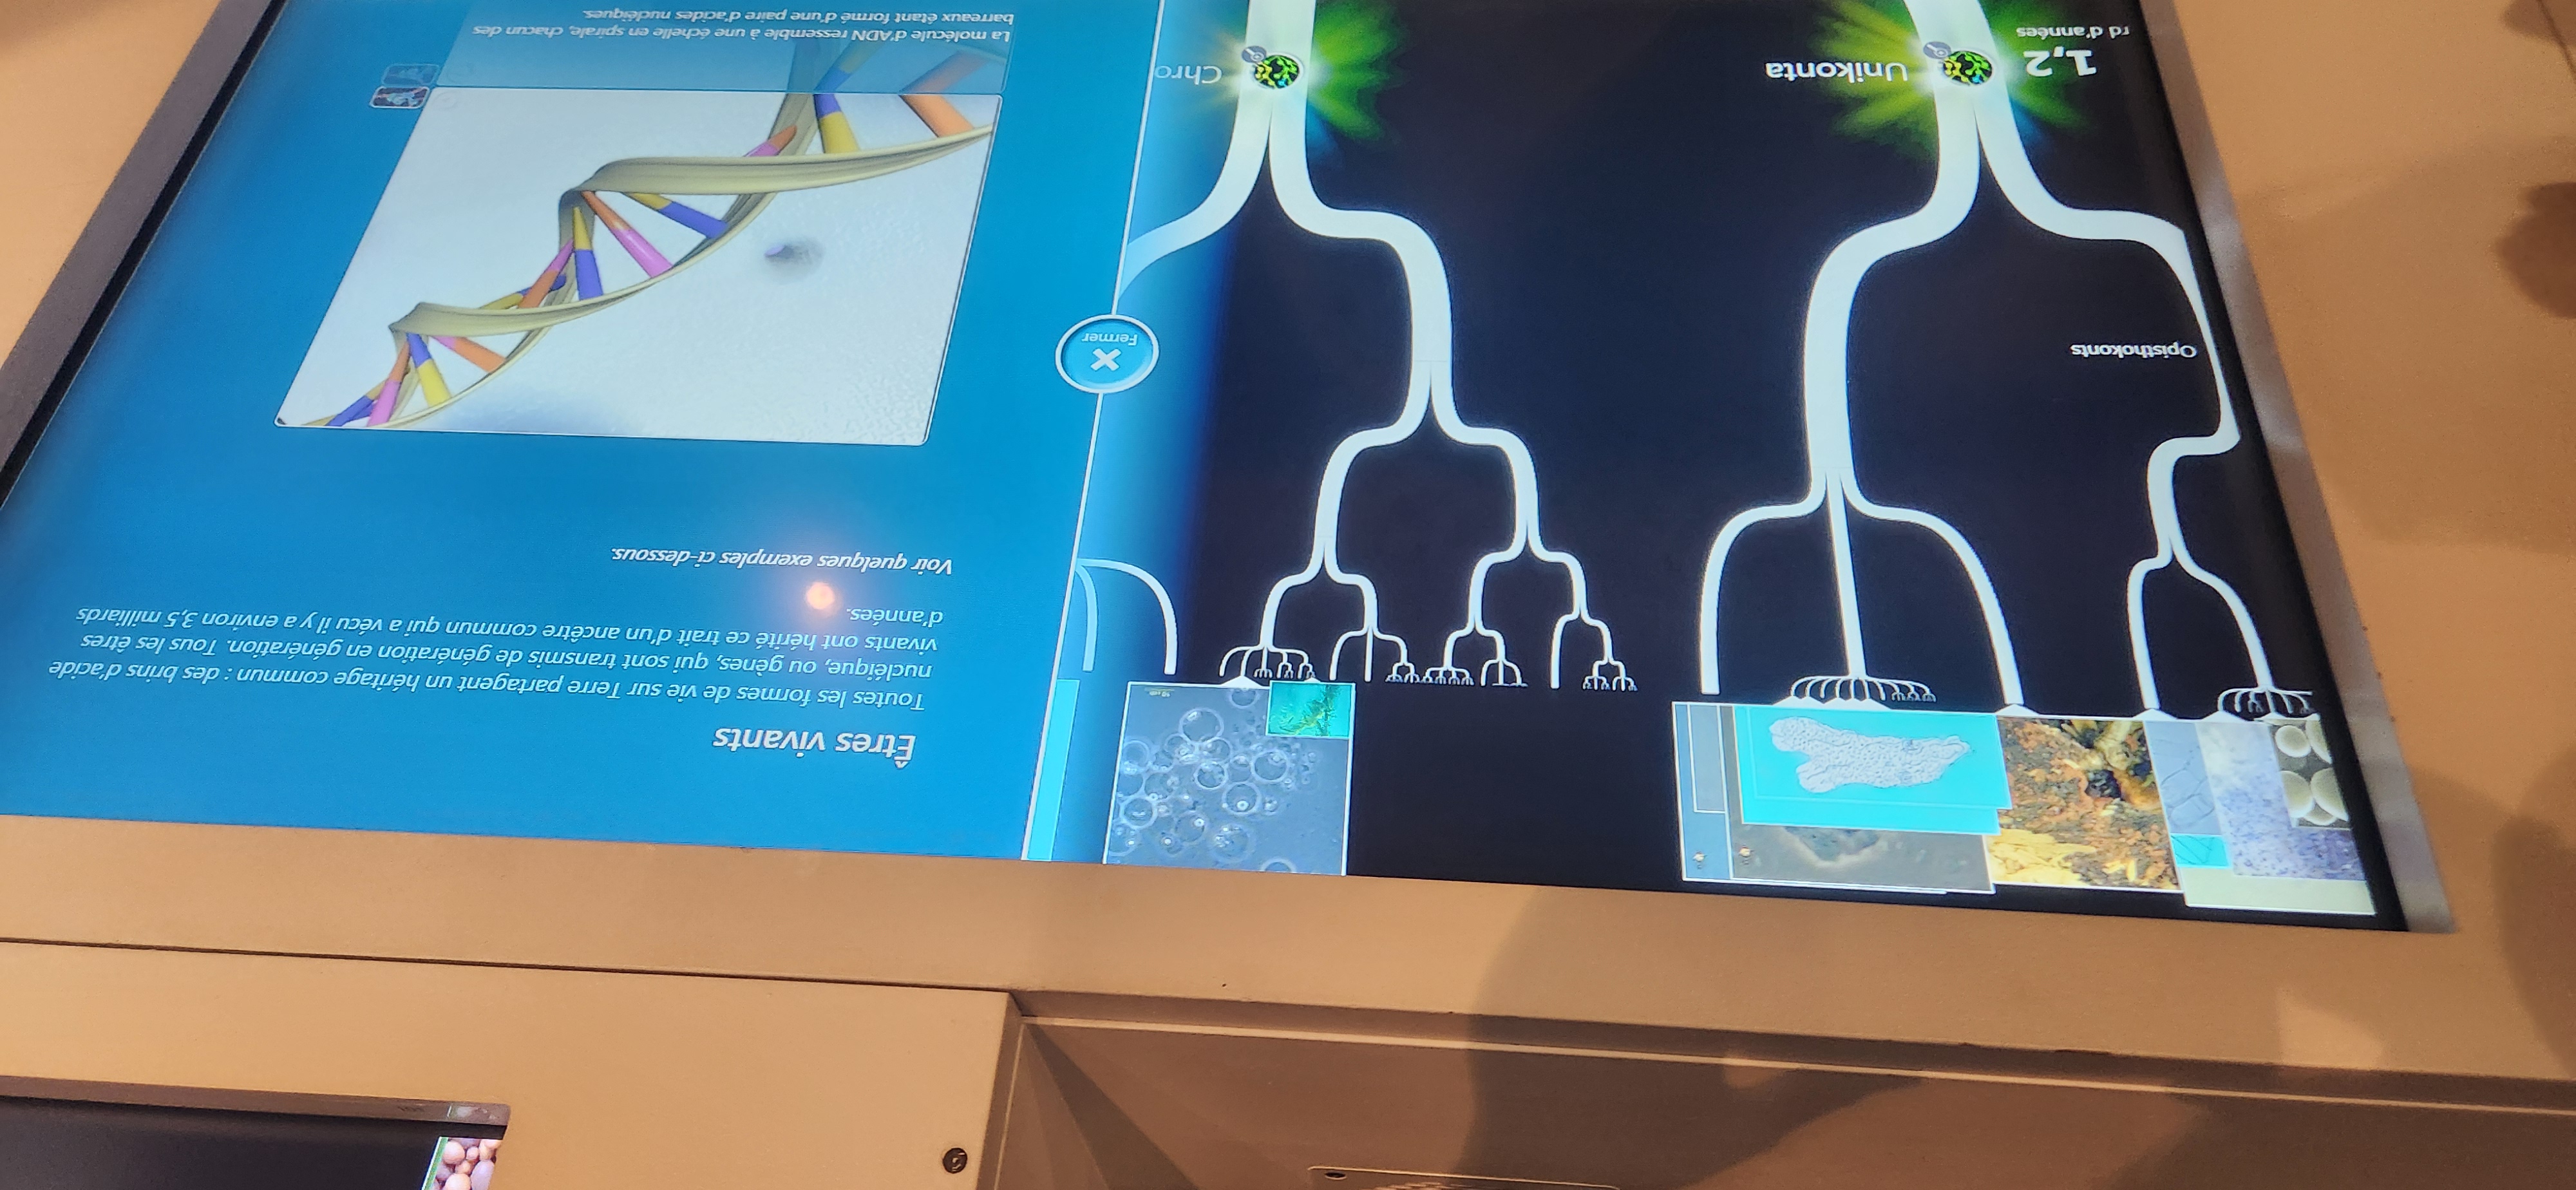 Êtres vivants
Toutes les formes de vie sur Terre partagent un héritage commun : des brins d'acide
nucléique, ou gènes, qui sont transmis de génération en génération. Tous les êtres
vivants ont hérité ce trait d'un ancêtre commun qui a vécu il y a environ 3,5 milliards
d'années.
Voir quelques exemples ci-dessous.
La molécule d'ADN ressemble à une échelle en spirale, chacun des
barreaux étant formé d'une paire d'acides nucléiques.
Fermer
Opisthokonts
1,2
rd d'années
Unikonta
Chro